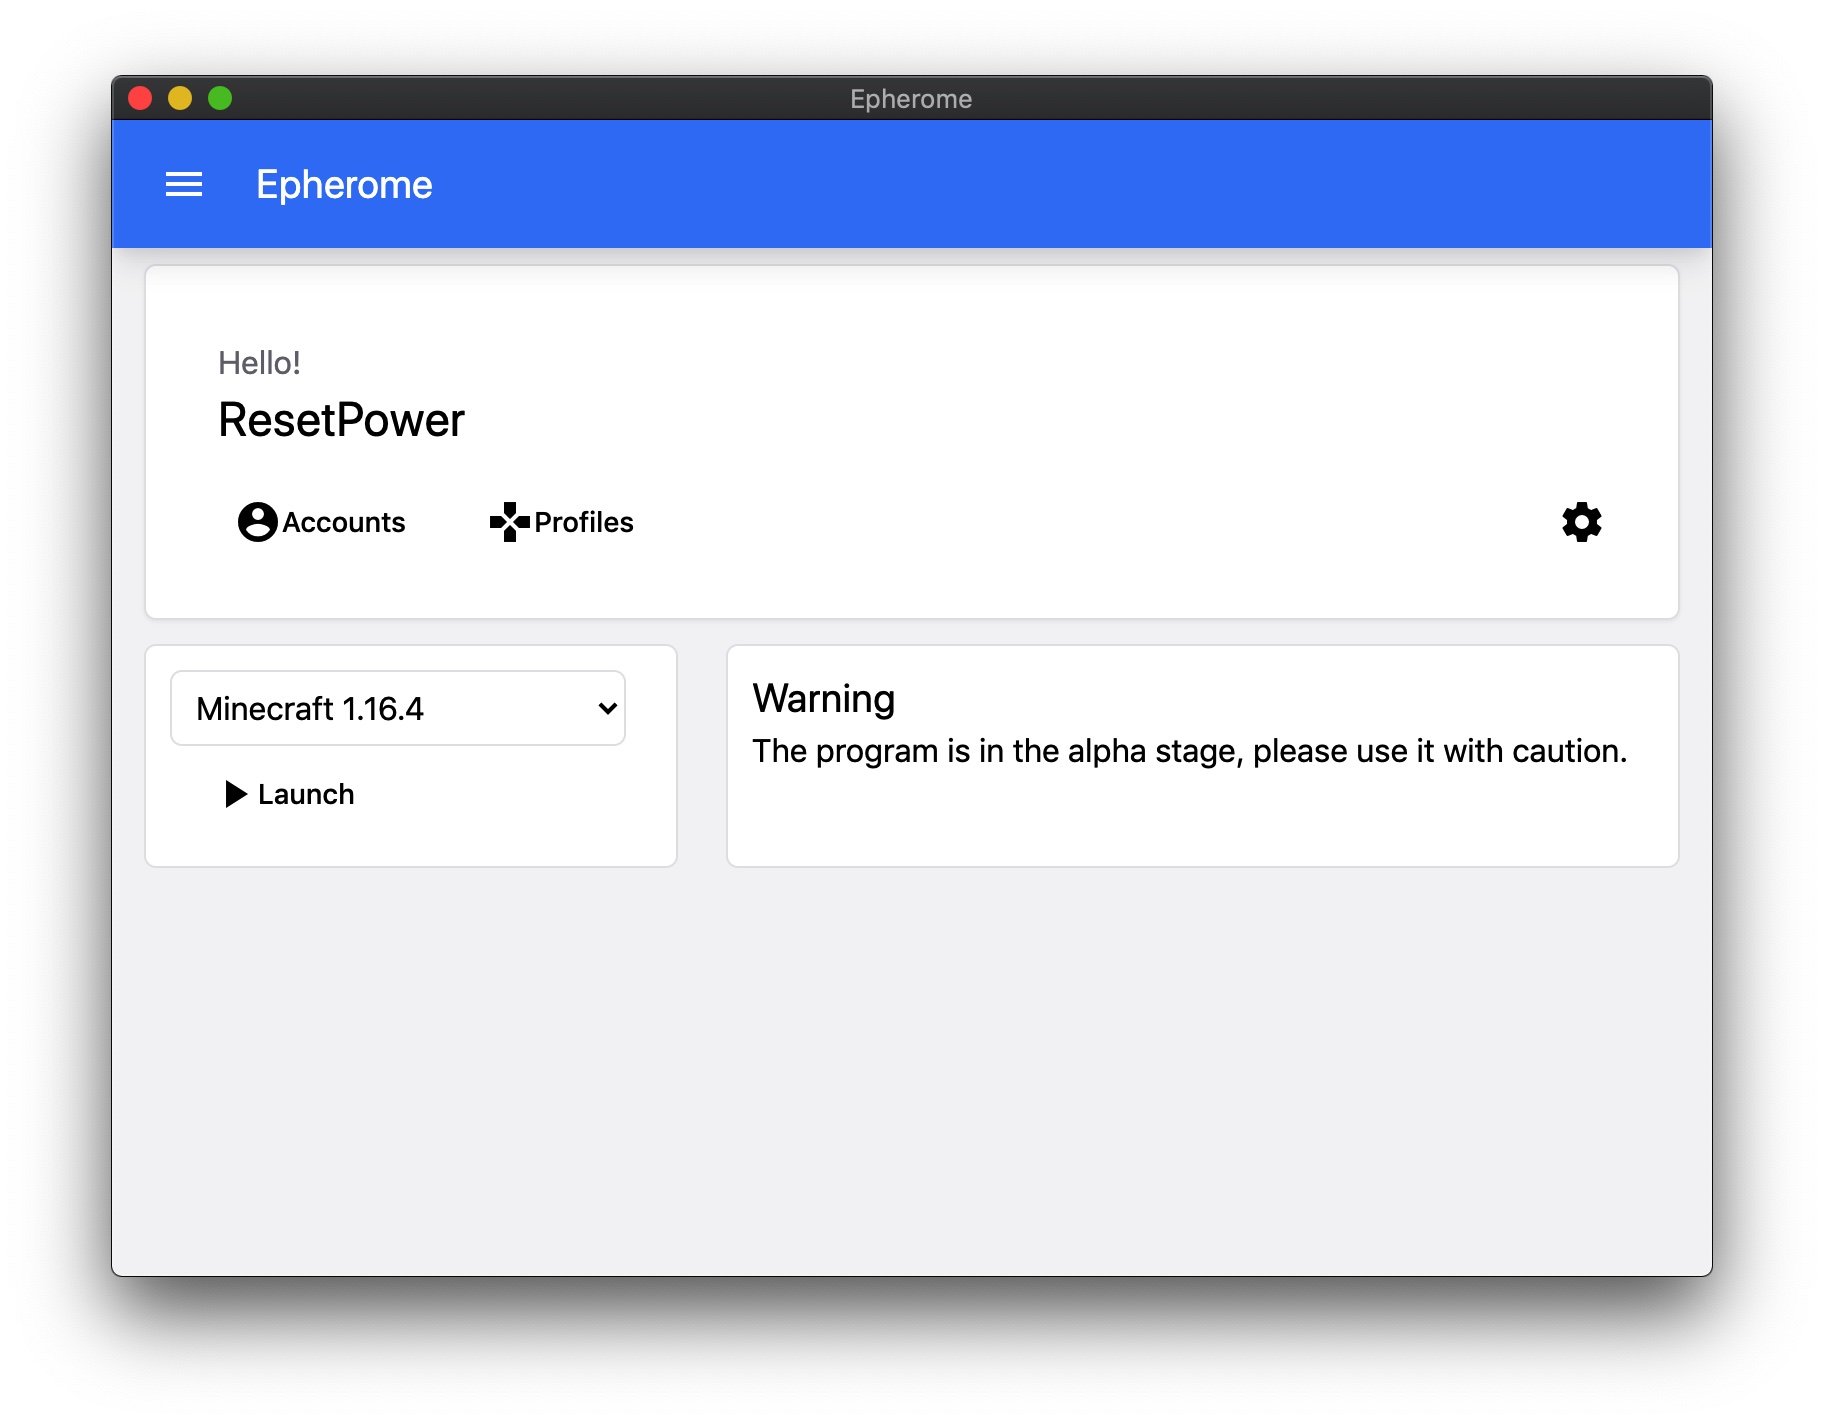 Epherome
Epherome
Hello!
ResetPower
Accounts
Profiles
Minecraft 1.16.4
Launch
Warning
The program is in the alpha stage, please use it with caution.